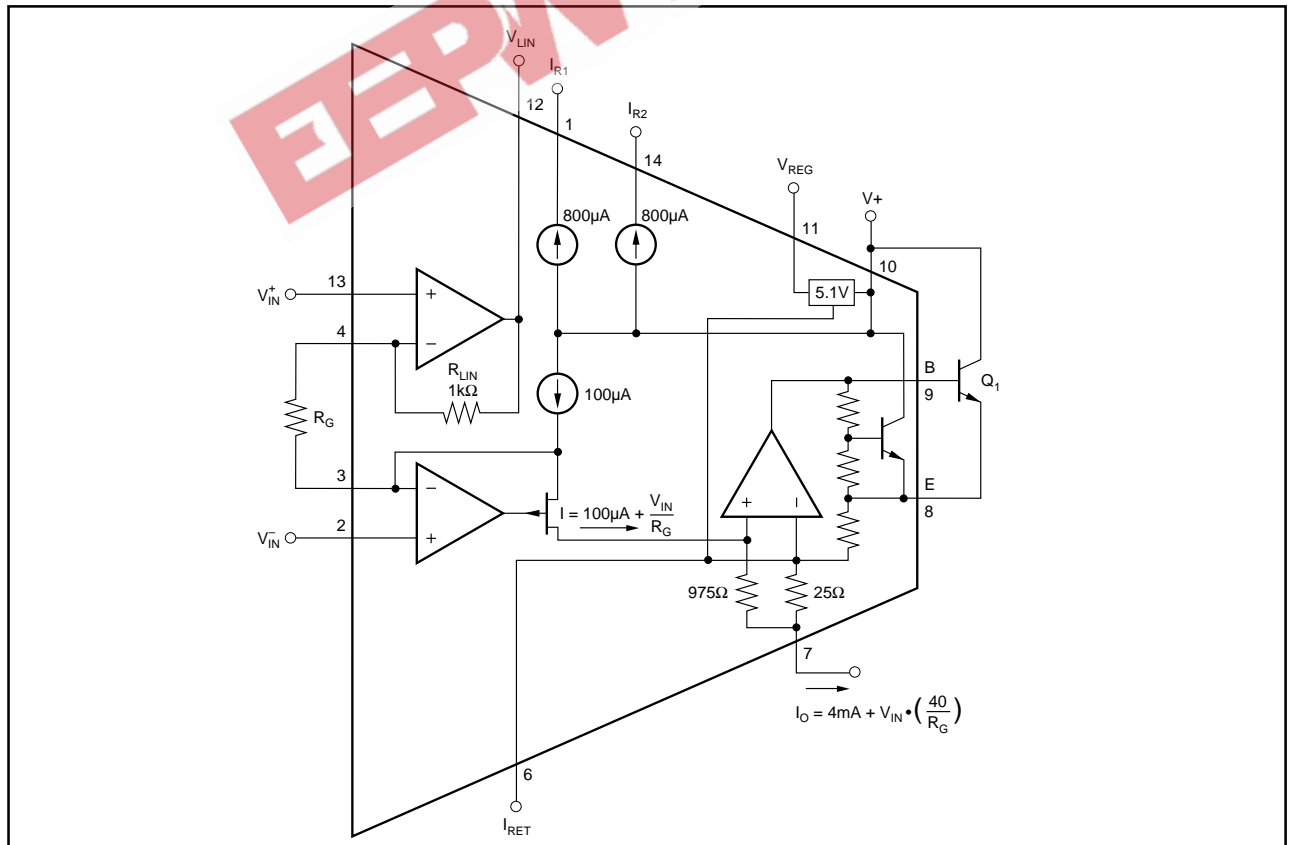 EEPW
V_LIN
I_R1
12
1
I_R2
14
V_REG
V+
11
10
800μA
800μA
5.1V
13
V_IN^+
+
4
−
R_LIN
1kΩ
100μA
R_G
B
9
Q_1
3
−
E
8
2
V_IN^−
+
I = 100μA + V_IN/R_G
+ −
975Ω
25Ω
7
I_O = 4mA + V_IN • (40/R_G)
6
I_RET